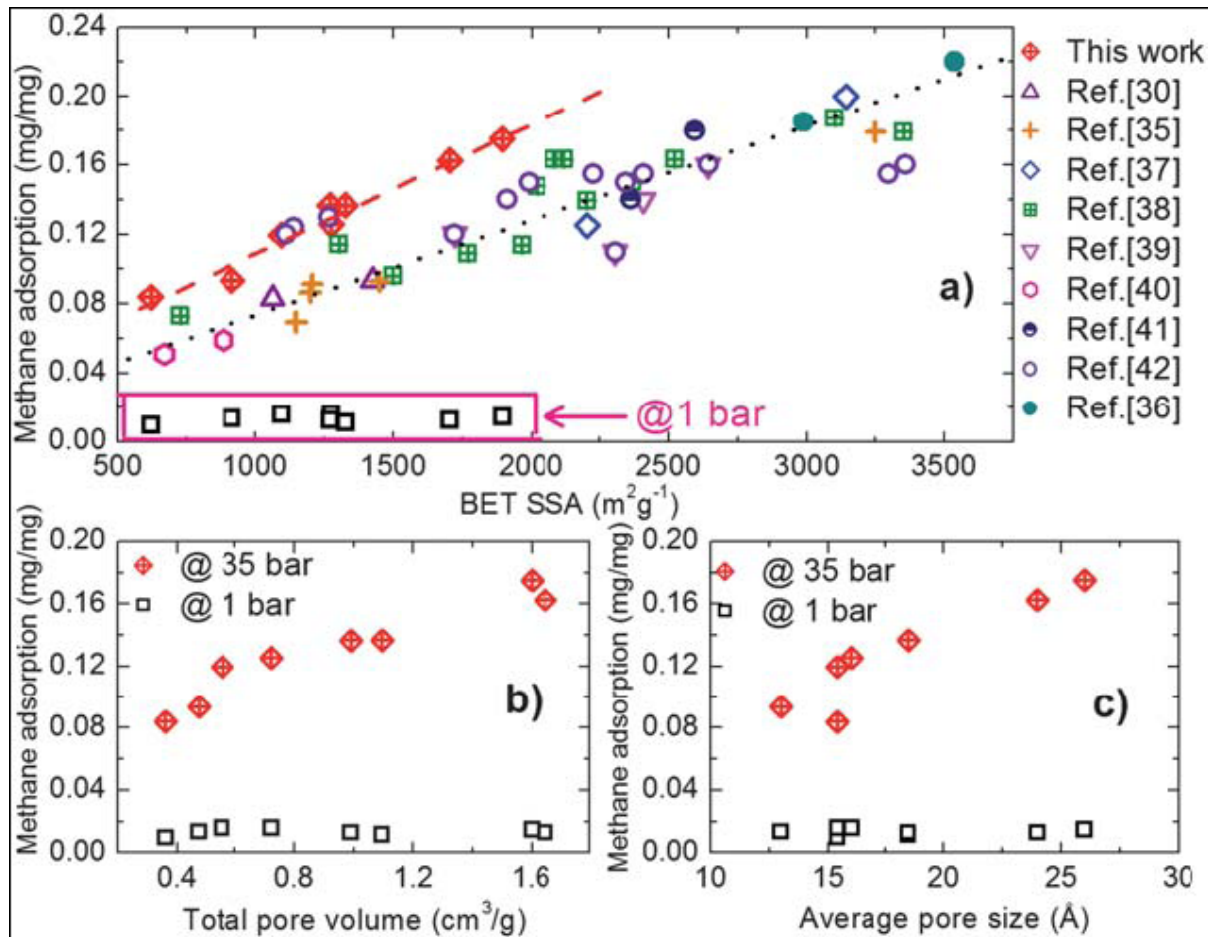 0.24
0.20
0.16
0.12
0.08
0.04
0.00
Methane adsorption (mg/mg)
500 1000 1500 2000 2500 3000 3500
BET SSA (m²g⁻¹)
a)
@1 bar
This work
Ref.[30]
Ref.[35]
Ref.[37]
Ref.[38]
Ref.[39]
Ref.[40]
Ref.[41]
Ref.[42]
Ref.[36]
0.20
0.16
0.12
0.08
0.04
0.00
Methane adsorption (mg/mg)
@ 35 bar
@ 1 bar
b)
0.4 0.8 1.2 1.6
Total pore volume (cm³/g)
0.20
0.16
0.12
0.08
0.04
0.00
Methane adsorption (mg/mg)
@ 35 bar
@ 1 bar
c)
10 15 20 25 30
Average pore size (Å)